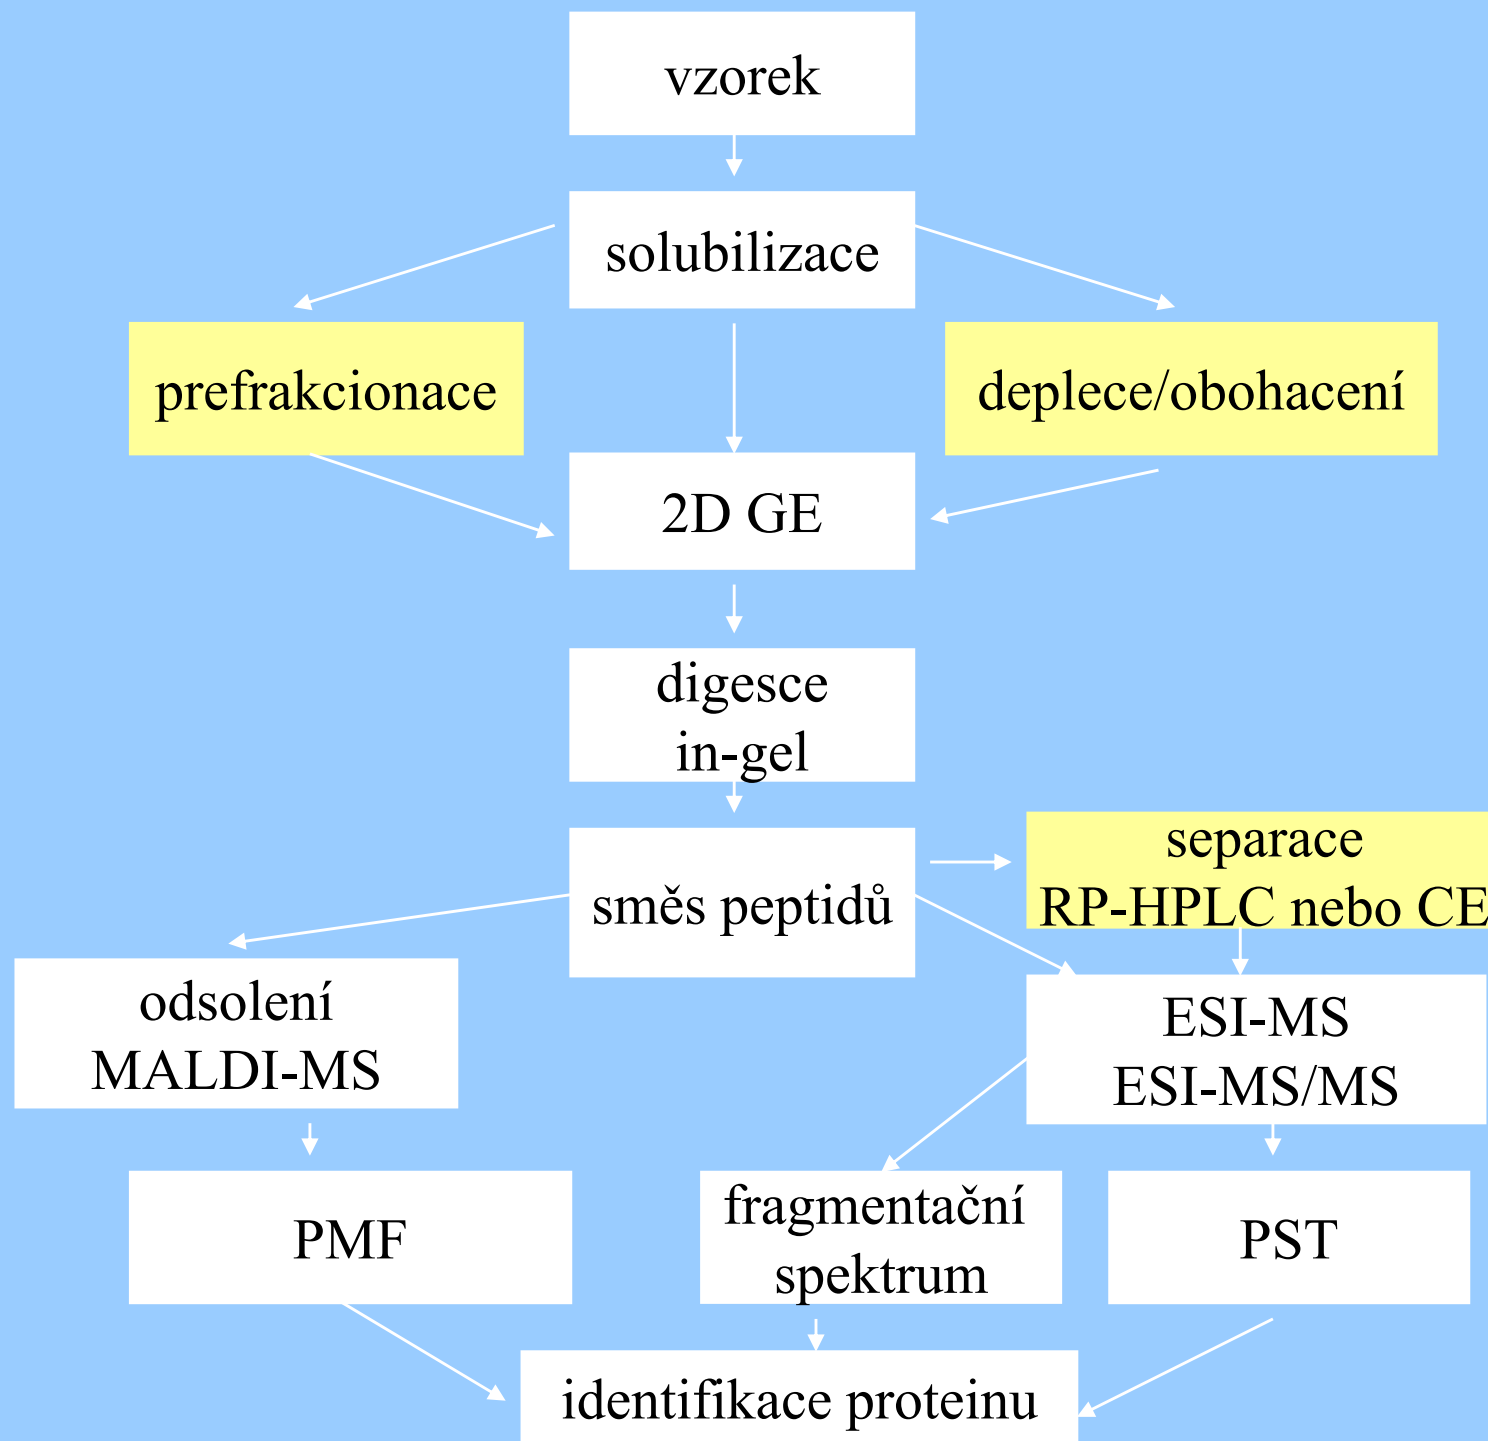 vzorek
solubilizace
prefrakcionace
deplece/obohacení
2D GE
digesce
in-gel
směs peptidů
separace
RP-HPLC nebo CE
odsolení
MALDI-MS
ESI-MS
ESI-MS/MS
PMF
fragmentační
spektrum
PST
identifikace proteinu